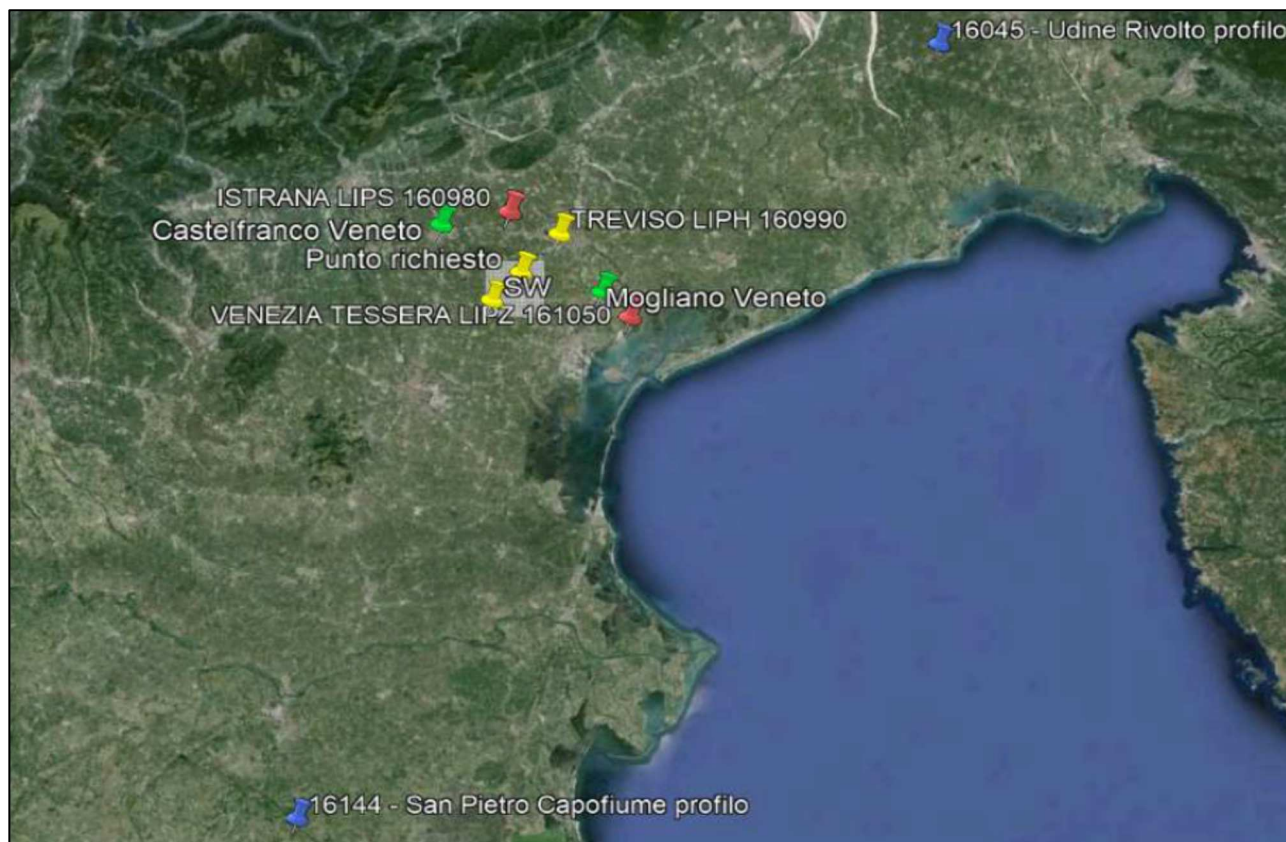 16045 - Udine Rivolto profilo
ISTRANA LIPS 160980
TREVISO LIPH 160990
Castelfranco Veneto
Punto richiesto
SW
Mogliano Veneto
VENEZIA TESSERA LIPZ 161050
16144 - San Pietro Capofiume profilo